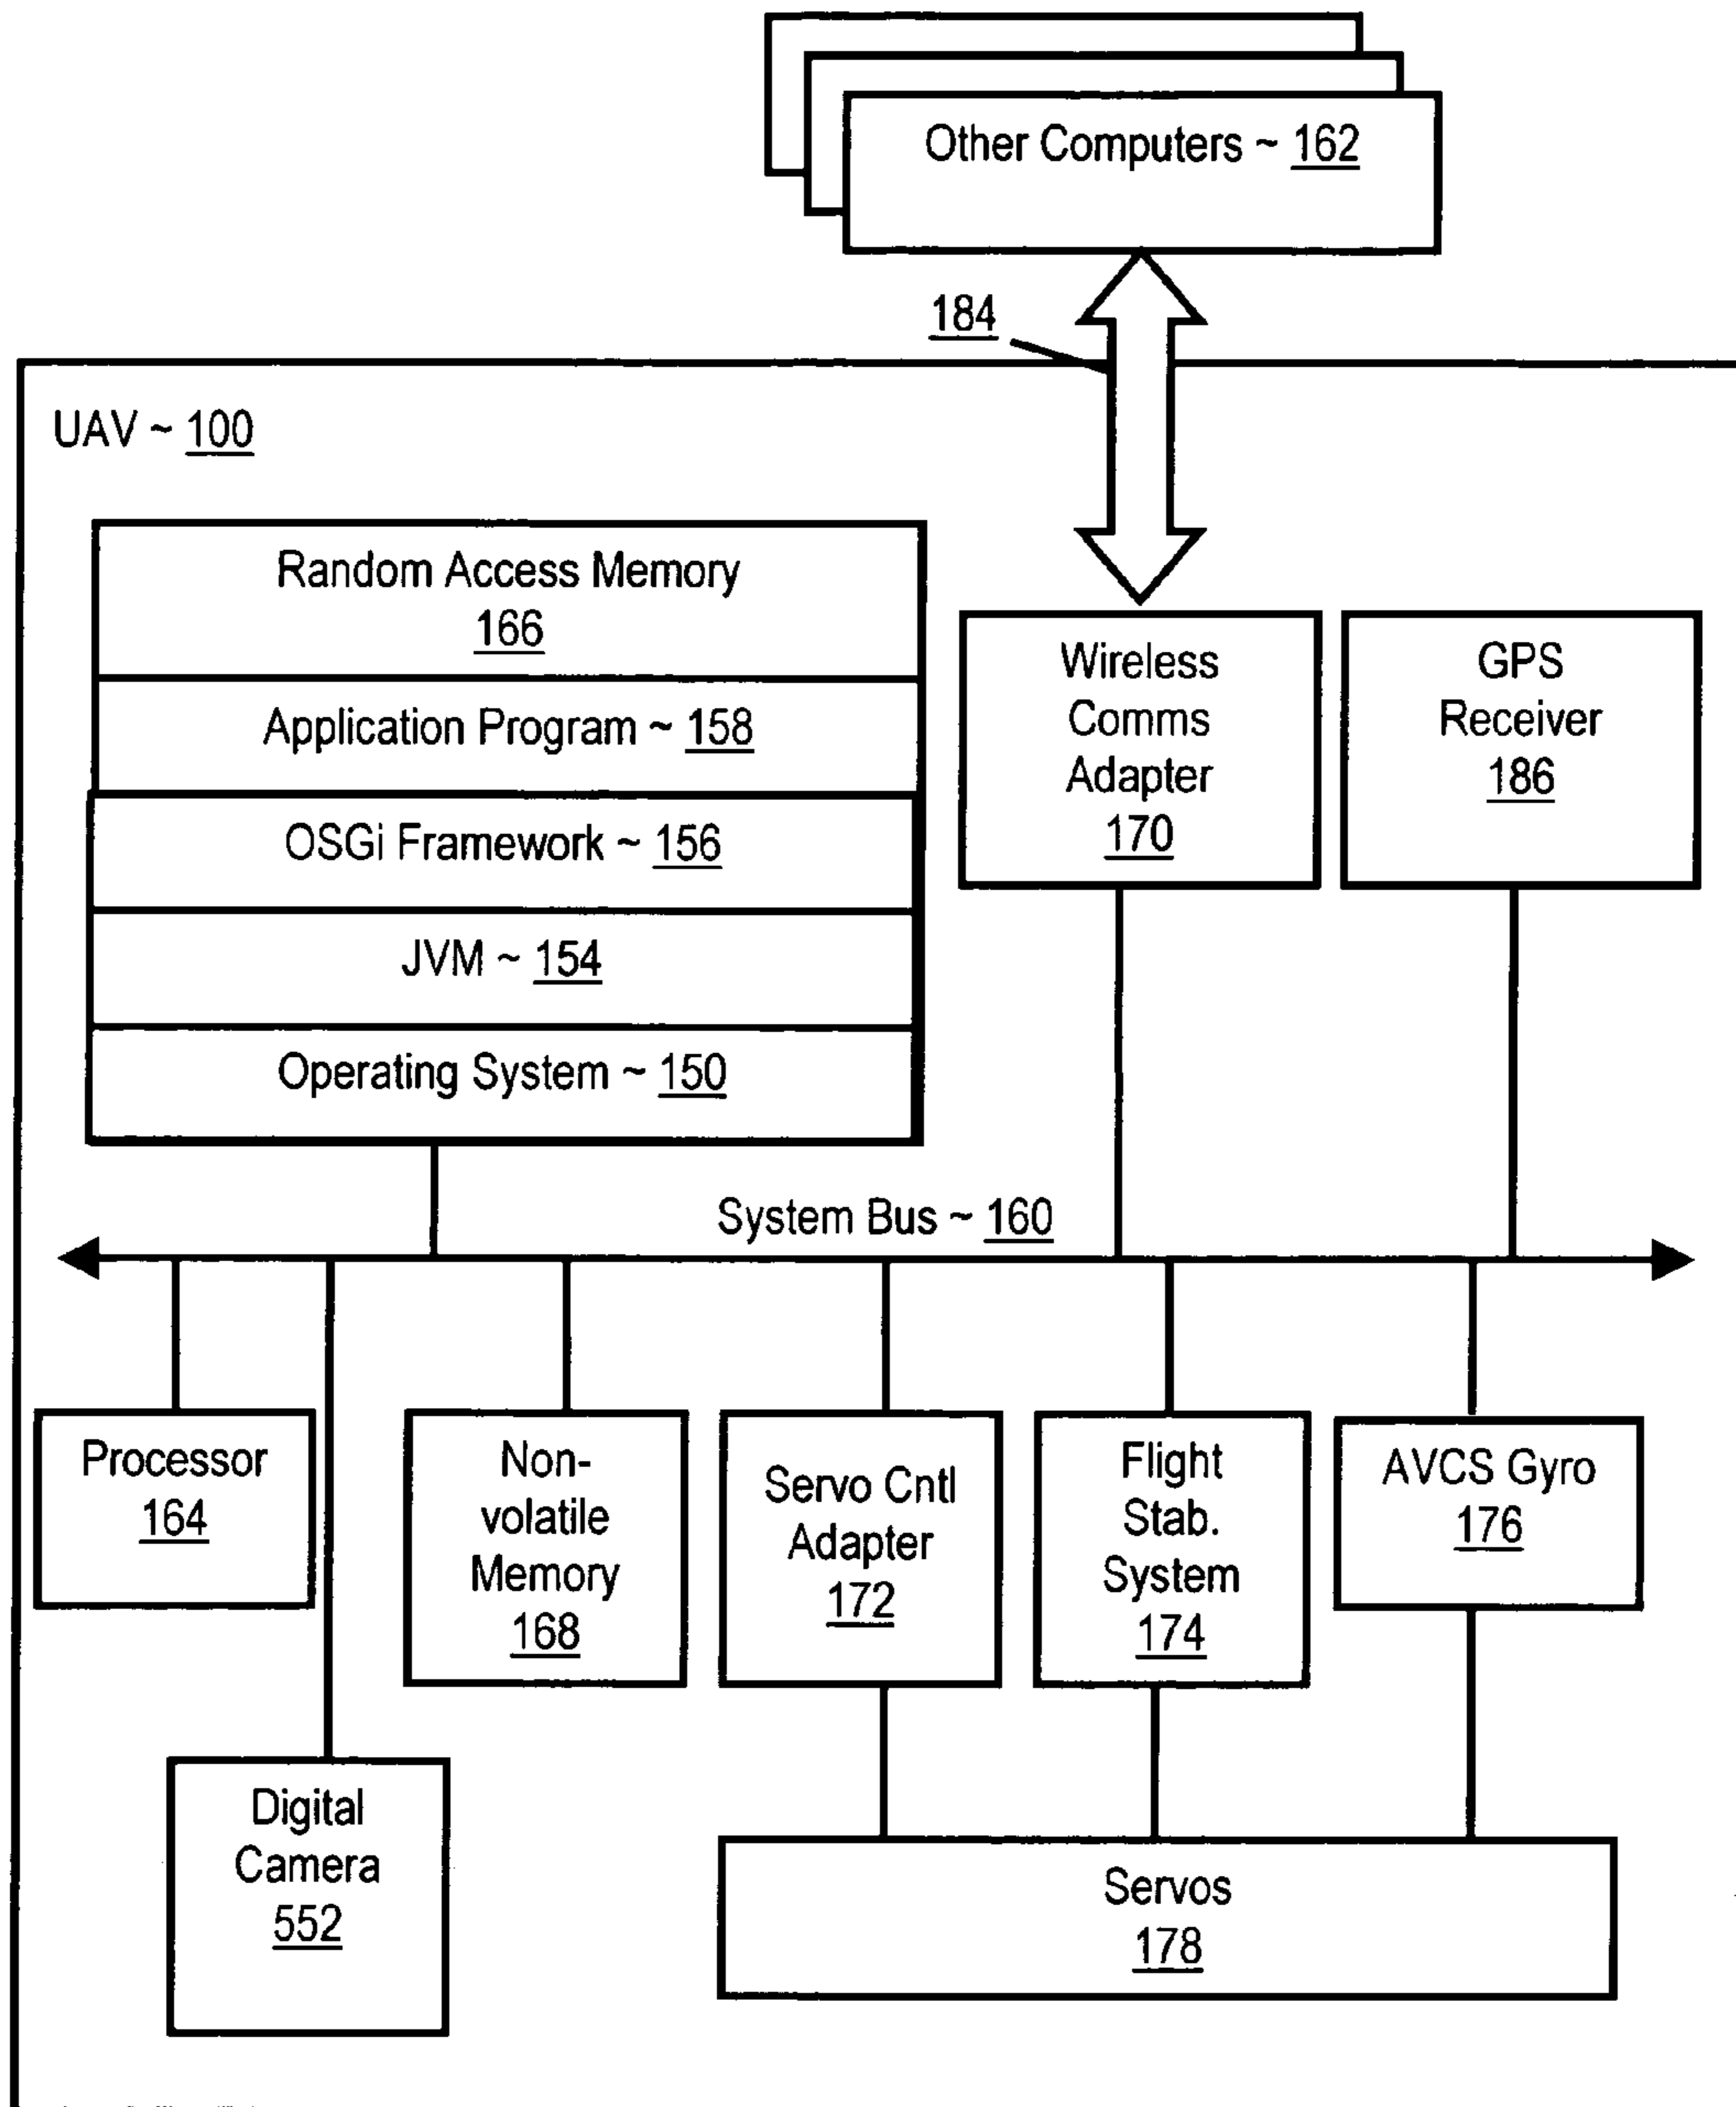 Other Computers ~ 162
184
UAV ~ 100
Random Access Memory
166
Application Program ~ 158
OSGi Framework ~ 156
JVM ~ 154
Operating System ~ 150
Wireless
Comms
Adapter
170
GPS
Receiver
186
System Bus ~ 160
Processor
164
Non-
volatile
Memory
168
Servo Cntl
Adapter
172
Flight
Stab.
System
174
AVCS Gyro
176
Digital
Camera
552
Servos
178